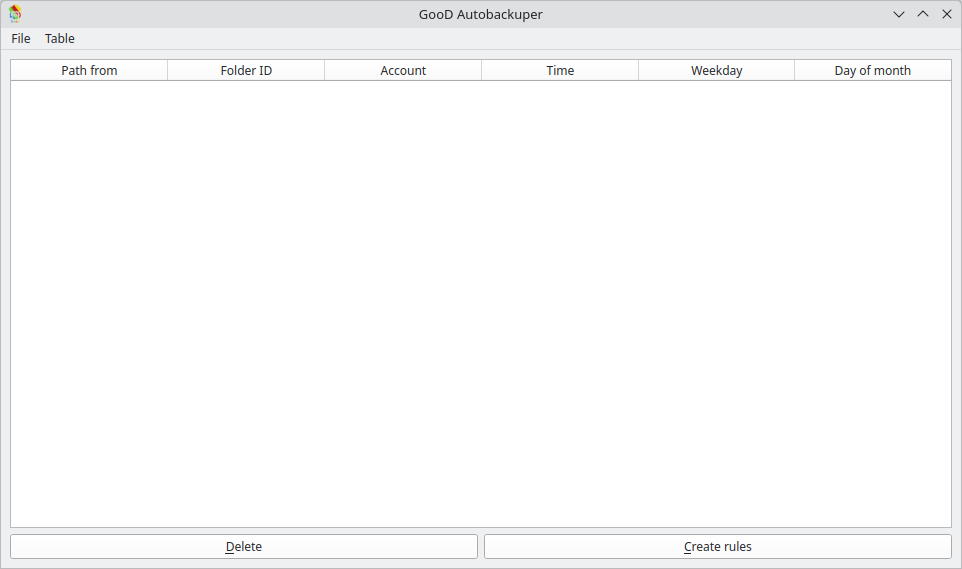 GooD Autobackuper
File Table
Path from Folder ID Account Time Weekday Day of month
Delete Create rules